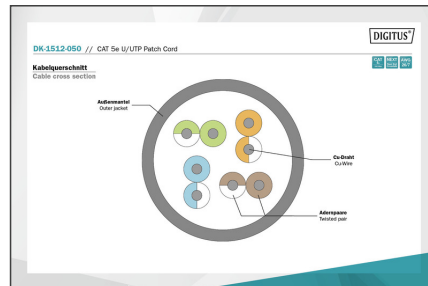 DIGITUS®
DK-1512-050 // CAT 5e U/UTP Patch Cord
Kabelquerschnitt
Cable cross section
Außenmantel
Outer jacket
Cu-Draht
Cu-Wire
Aderspaare
Twisted pair